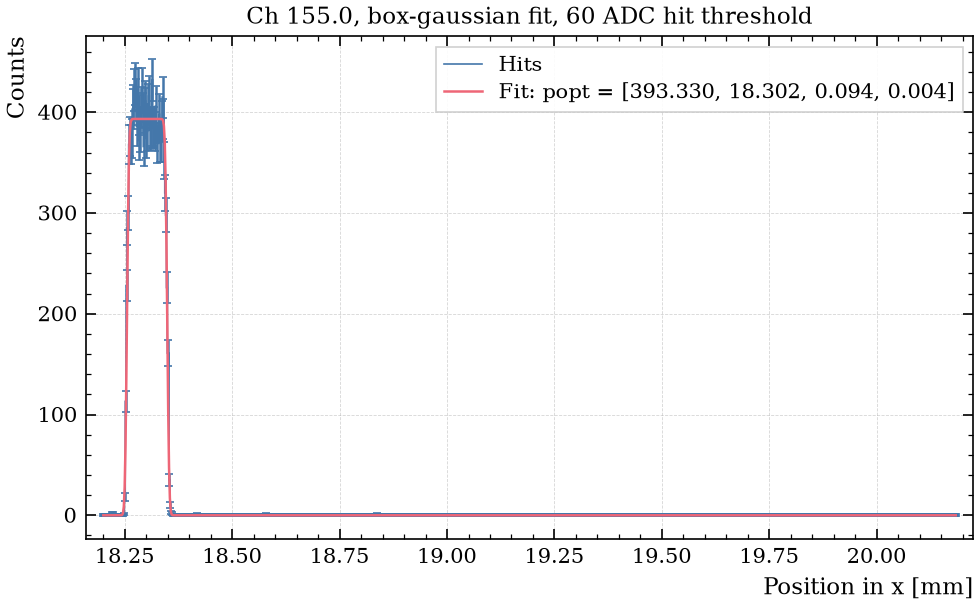 Ch 155.0, box-gaussian fit, 60 ADC hit threshold
Counts
Hits
Fit: popt = [393.330, 18.302, 0.094, 0.004]
400
300
200
100
0
18.25 18.50 18.75 19.00 19.25 19.50 19.75 20.00
Position in x [mm]